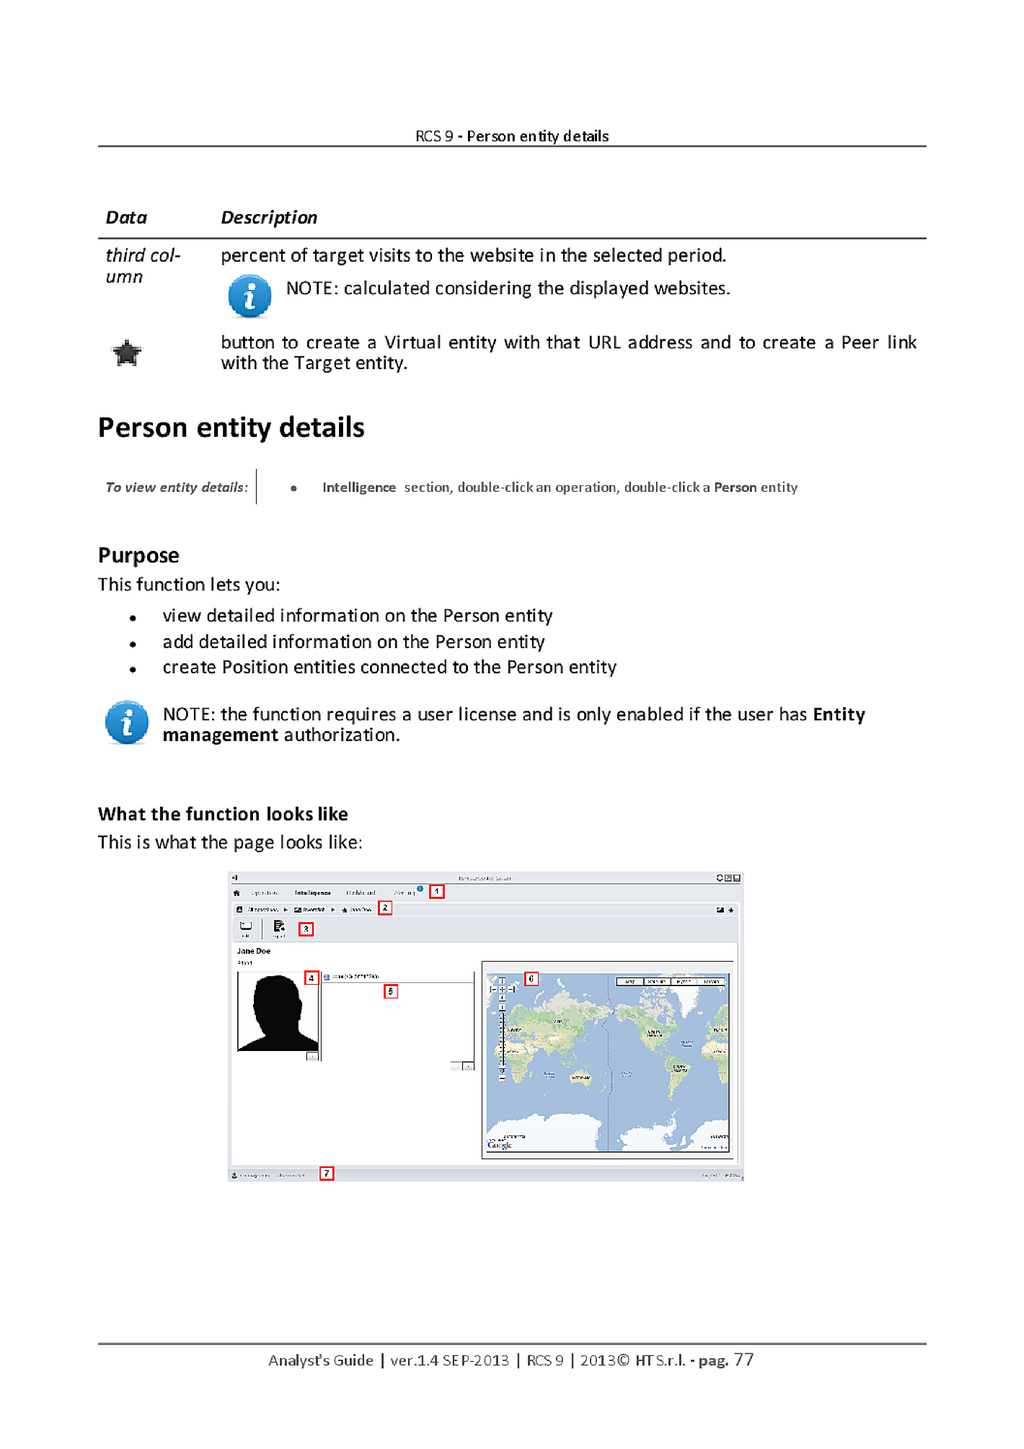 RCS 9 - Person entity details
Data Description
third col-
umn
percent of target visits to the website in the selected period.
NOTE: calculated considering the displayed websites.
button to create a Virtual entity with that URL address and to create a Peer link
with the Target entity.
Person entity details
To view entity details:
• Intelligence section, double-click an operation, double-click a Person entity
Purpose
This function lets you:
• view detailed information on the Person entity
• add detailed information on the Person entity
• create Position entities connected to the Person entity
NOTE: the function requires a user license and is only enabled if the user has Entity
management authorization.
What the function looks like
This is what the page looks like:
Intelligence Dashboard 1
2
3
Jane Doe
4
5
6
Google
7
Analyst's Guide | ver.1.4 SEP-2013 | RCS 9 | 2013© HT S.r.l. - pag. 77